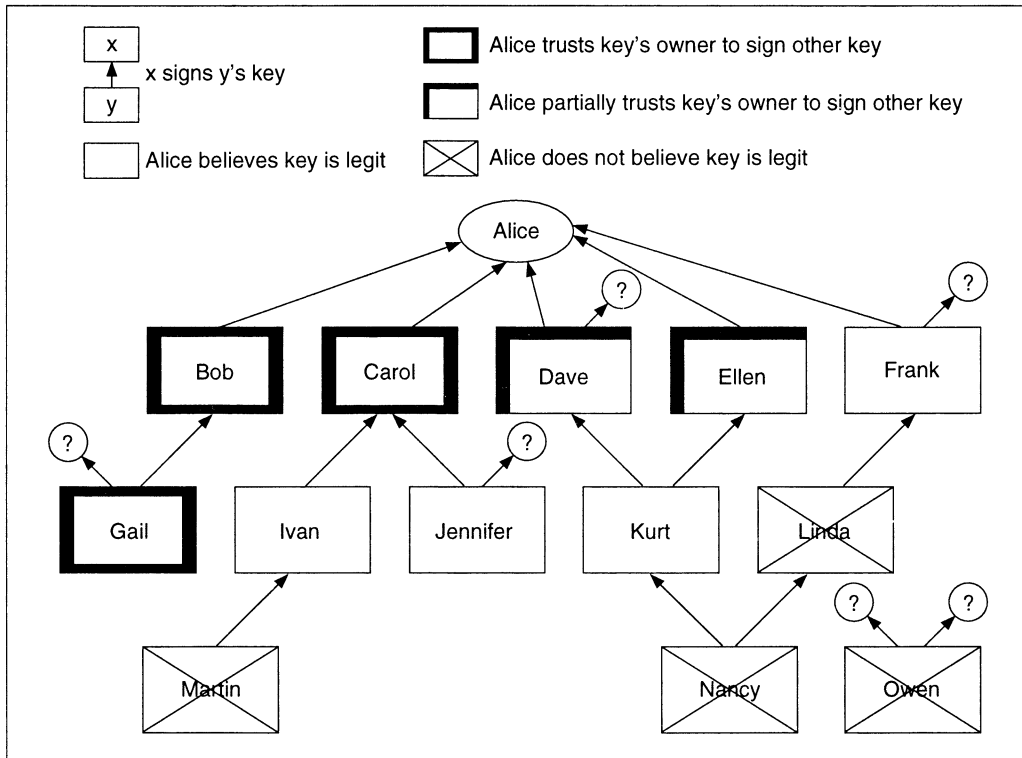 x
x signs y's key
y
Alice believes key is legit
Alice trusts key's owner to sign other key
Alice partially trusts key's owner to sign other key
Alice does not believe key is legit
Alice
?
?
Bob
Carol
Dave
Ellen
Frank
?
?
Gail
Ivan
Jennifer
Kurt
Linda
?
?
Martin
Nancy
Owen